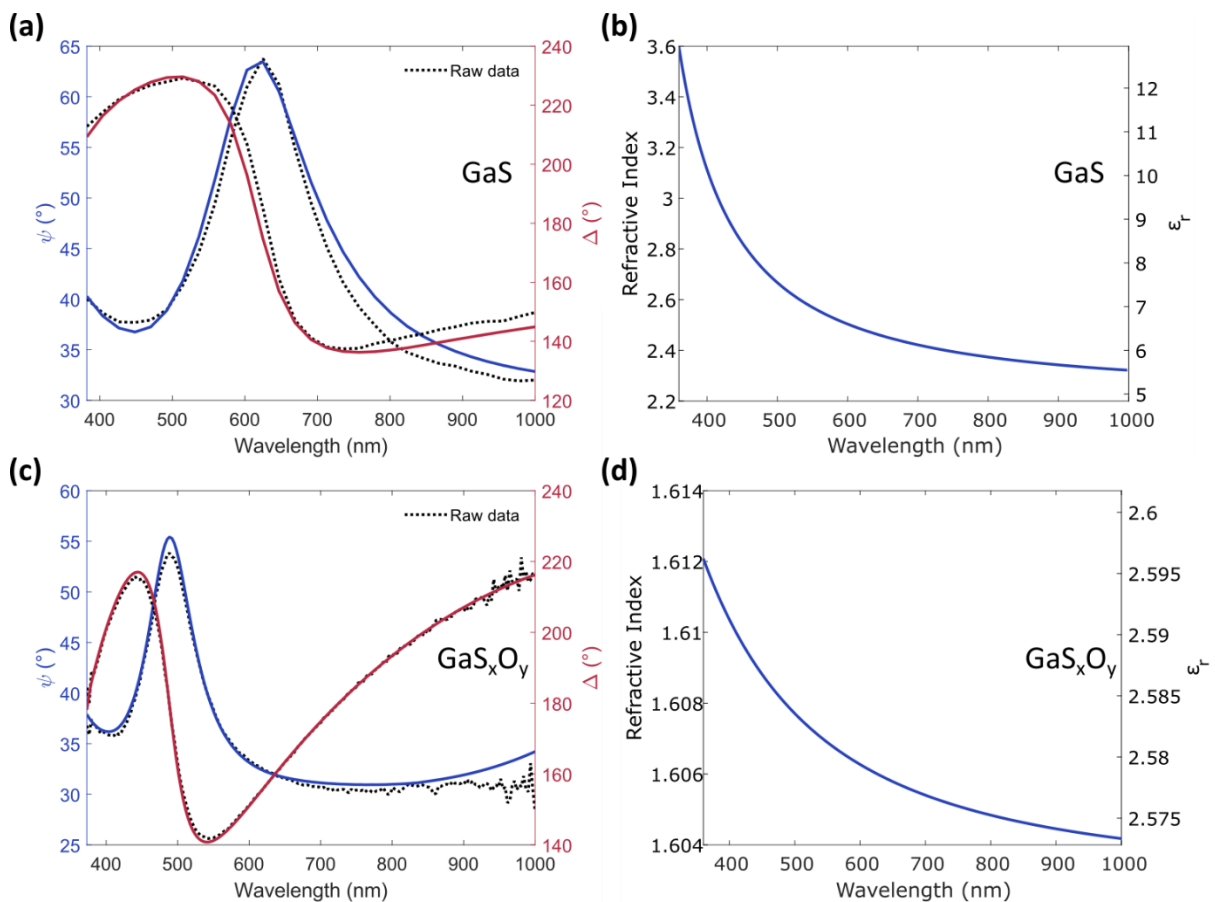 (a)
65
60
55
50
45
40
35
30
ψ (°)
240
220
200
180
160
140
120
Δ (°)
Raw data
GaS
400 500 600 700 800 900 1000
Wavelength (nm)
(b)
3.6
3.4
3.2
3
2.8
2.6
2.4
2.2
Refractive Index
12
11
10
9
8
7
6
5
εr
GaS
400 500 600 700 800 900 1000
Wavelength (nm)
(c)
60
55
50
45
40
35
30
25
ψ (°)
240
220
200
180
160
140
Δ (°)
Raw data
GaSxOy
400 500 600 700 800 900 1000
Wavelength (nm)
(d)
1.614
1.612
1.61
1.608
1.606
1.604
Refractive Index
2.6
2.595
2.59
2.585
2.58
2.575
εr
GaSxOy
400 500 600 700 800 900 1000
Wavelength (nm)